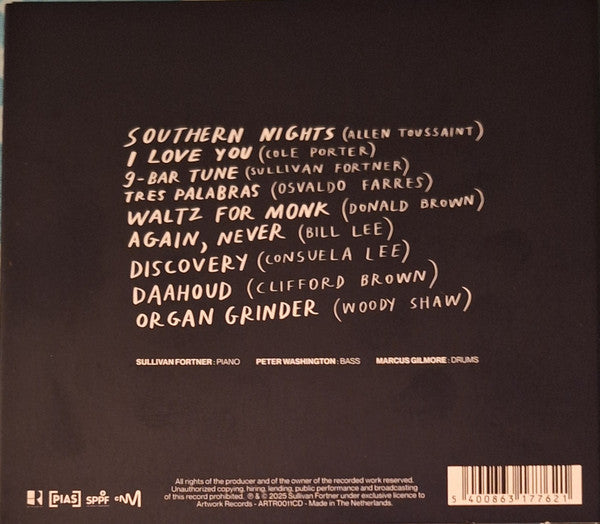 SOUTHERN NIGHTS (ALLEN TOUSSAINT)
I LOVE YOU (COLE PORTER)
9-BAR TUNE (SULLIVAN FORTNER)
TRES PALABRAS (OSVALDO FARRES)
WALTZ FOR MONK (DONALD BROWN)
AGAIN, NEVER (BILL LEE)
DISCOVERY (CONSUELA LEE)
DAAHOUD (CLIFFORD BROWN)
ORGAN GRINDER (WOODY SHAW)
SULLIVAN FORTNER : PIANO PETER WASHINGTON : BASS MARCUS GILMORE : DRUMS
All rights of the producer and of the owner of the recorded work reserved.
Unauthorized copying, hiring, lending, public performance and broadcasting
of this record prohibited. ℗ & © 2025 Sullivan Fortner under exclusive licence to
Artwork Records - ARTR0011CD - Made in The Netherlands.
[PIAS] SPPF CNM
5 400863 177621